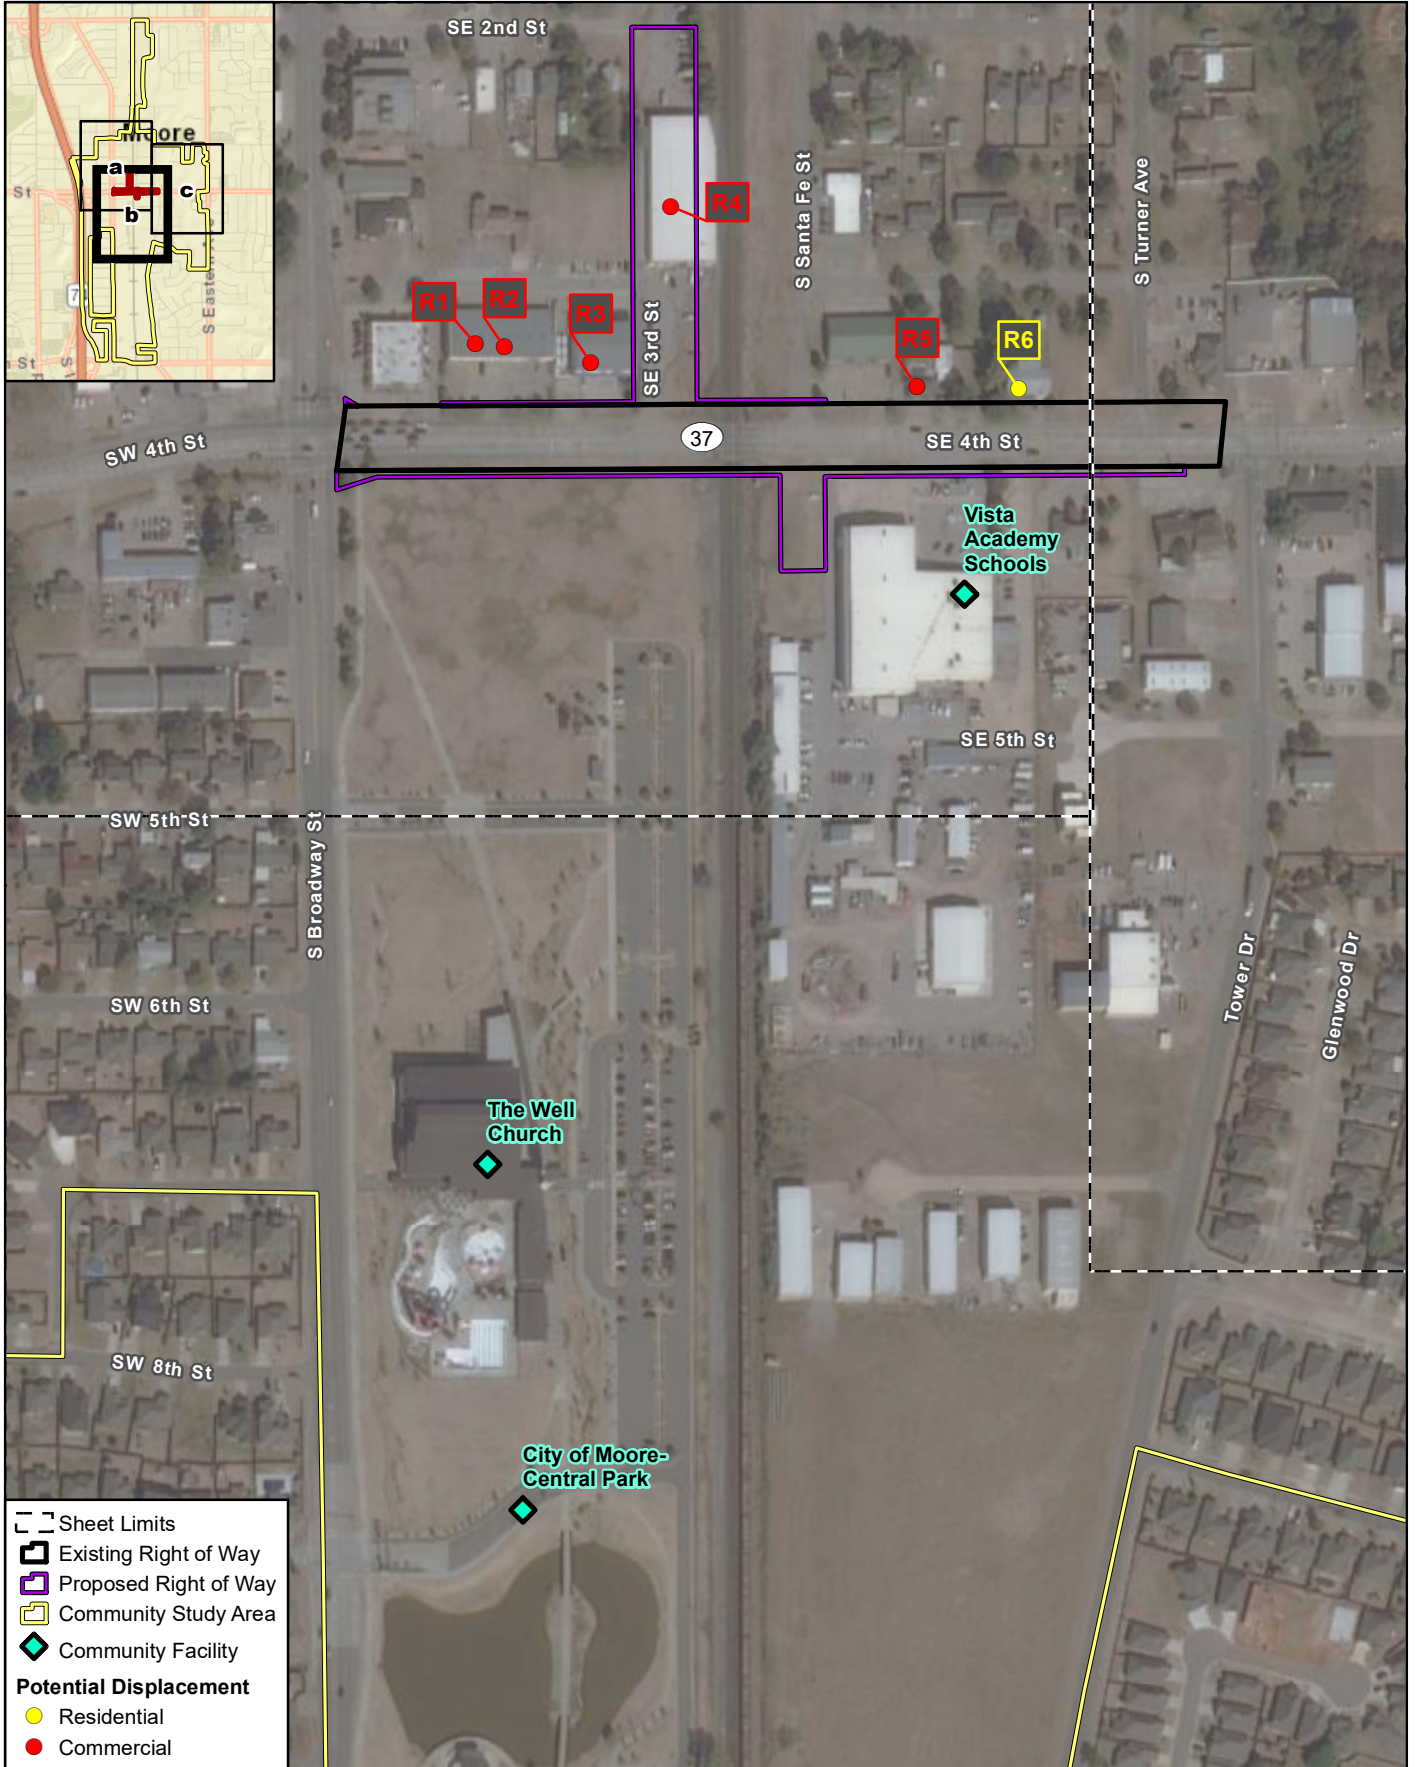 SE 2nd St
Moore
a
c
b
St
S Eastern Ave
7
St
S Santa Fe St
S Turner Ave
R4
R1
R2
R3
SE 3rd St
R5
R6
SW 4th St
37
SE 4th St
Vista
Academy
Schools
SE 5th St
SW 5th St
S Broadway St
SW 6th St
Tower Dr
Glenwood Dr
The Well
Church
SW 8th St
City of Moore-
Central Park
Sheet Limits
Existing Right of Way
Proposed Right of Way
Community Study Area
Community Facility
Potential Displacement
Residential
Commercial